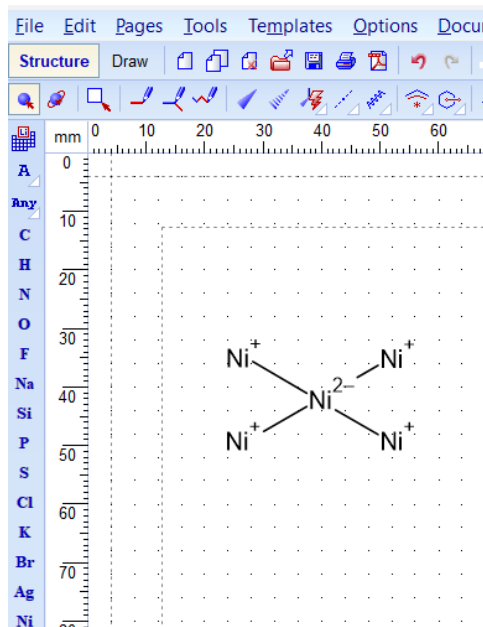 File Edit Pages Tools Templates Options Docu
Structure Draw
mm 0 10 20 30 40 50 60
0
A
Any
10
C
H
20
N
O
30
F
Na
40
Si
P
50
S
Cl
60
K
Br
70
Ag
Ni
Ni+ Ni+
Ni2–
Ni+ Ni+